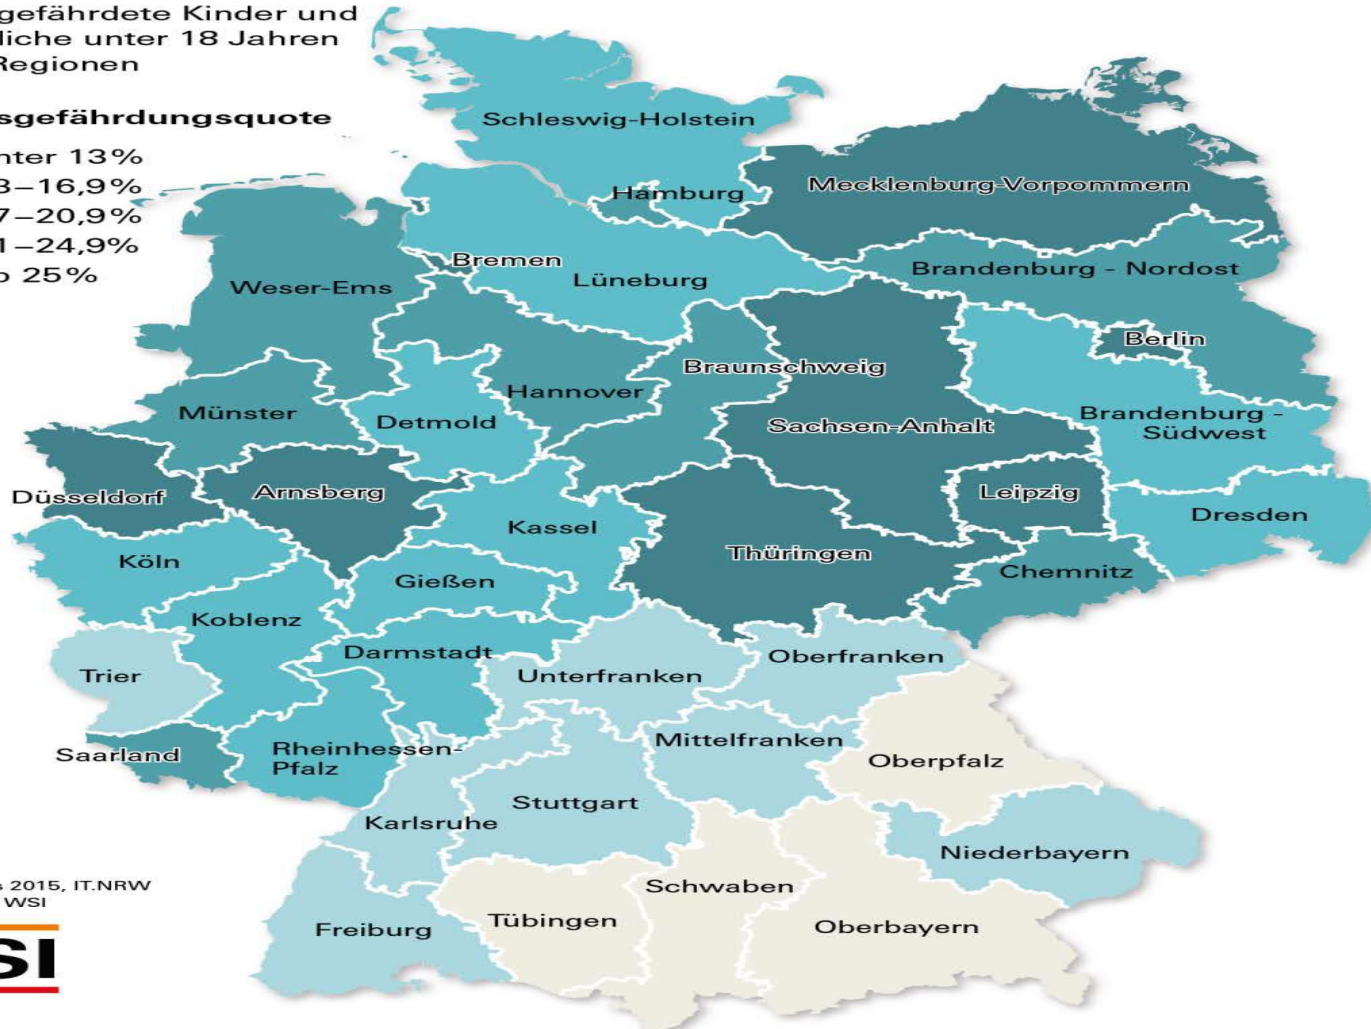 gefährdete Kinder und
liche unter 18 Jahren
Regionen
sgefährdungsquote
nter 13%
3–16,9%
7–20,9%
1–24,9%
b 25%
Schleswig-Holstein
Hamburg
Mecklenburg-Vorpommern
Bremen
Weser-Ems
Lüneburg
Brandenburg - Nordost
Berlin
Braunschweig
Hannover
Münster
Detmold
Brandenburg -
Südwest
Sachsen-Anhalt
Düsseldorf
Arnsberg
Leipzig
Dresden
Kassel
Köln
Thüringen
Gießen
Chemnitz
Koblenz
Darmstadt
Trier
Unterfranken
Oberfranken
Saarland
Rheinhessen-
Pfalz
Mittelfranken
Oberpfalz
Stuttgart
Karlsruhe
Niederbayern
Schwaben
Tübingen
Freiburg
Oberbayern
s 2015, IT.NRW
WSI
SI